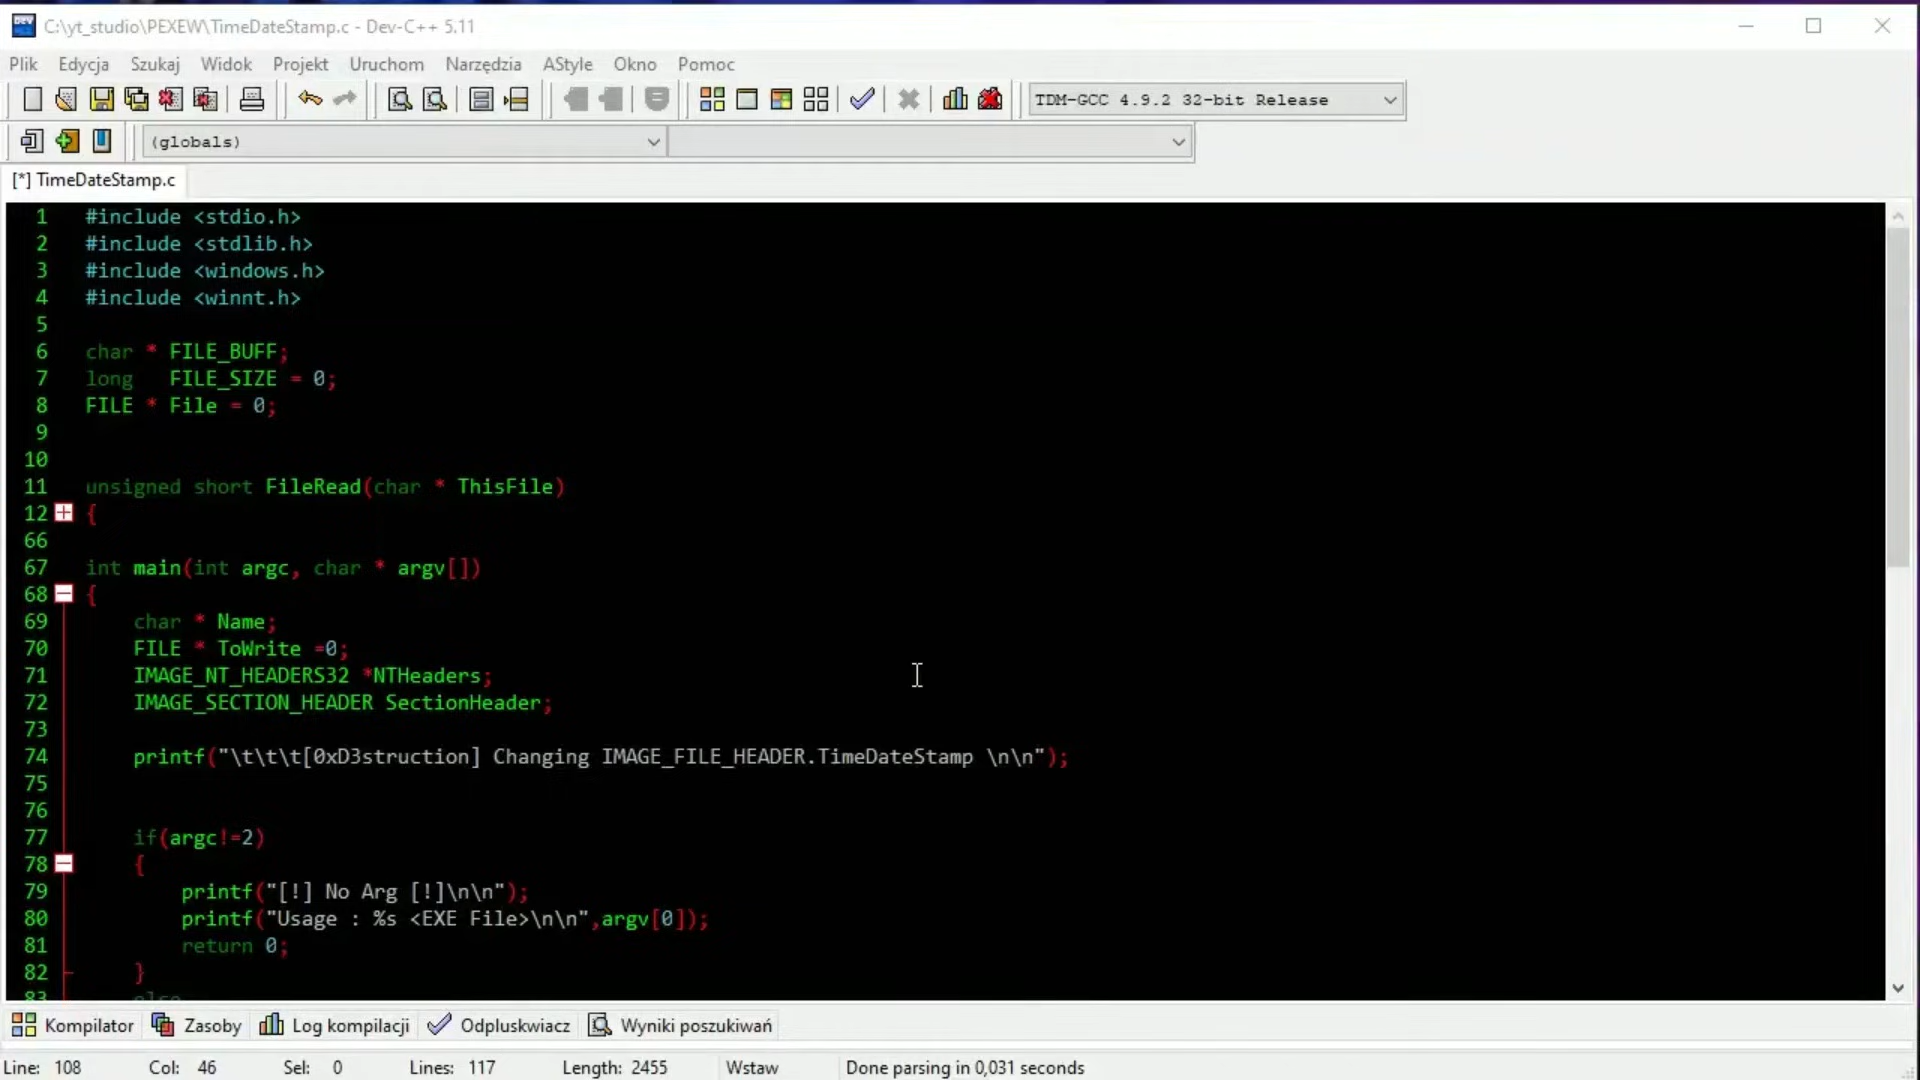 C:\yt_studio\PEXEW\TimeDateStamp.c - Dev-C++ 5.11
Plik Edycja Szukaj Widok Projekt Uruchom Narzędzia AStyle Okno Pomoc
TDM-GCC 4.9.2 32-bit Release
(globals)
[*] TimeDateStamp.c
1 #include <stdio.h>
2 #include <stdlib.h>
3 #include <windows.h>
4 #include <winnt.h>
5
6 char * FILE_BUFF;
7 long FILE_SIZE = 0;
8 FILE * File = 0;
9
10
11 unsigned short FileRead(char * ThisFile)
12 {
66
67 int main(int argc, char * argv[])
68 {
69 char * Name;
70 FILE * ToWrite =0;
71 IMAGE_NT_HEADERS32 *NTHeaders;
72 IMAGE_SECTION_HEADER SectionHeader;
73
74 printf("\t\t\t[0xD3struction] Changing IMAGE_FILE_HEADER.TimeDateStamp \n\n");
75
76
77 if(argc!=2)
78 {
79 printf("[!] No Arg [!]\n\n");
80 printf("Usage : %s <EXE File>\n\n",argv[0]);
81 return 0;
82 }
83 else
Kompilator Zasoby Log kompilacji Odpluskwiacz Wyniki poszukiwań
Line: 108 Col: 46 Sel: 0 Lines: 117 Length: 2455 Wstaw Done parsing in 0,031 seconds